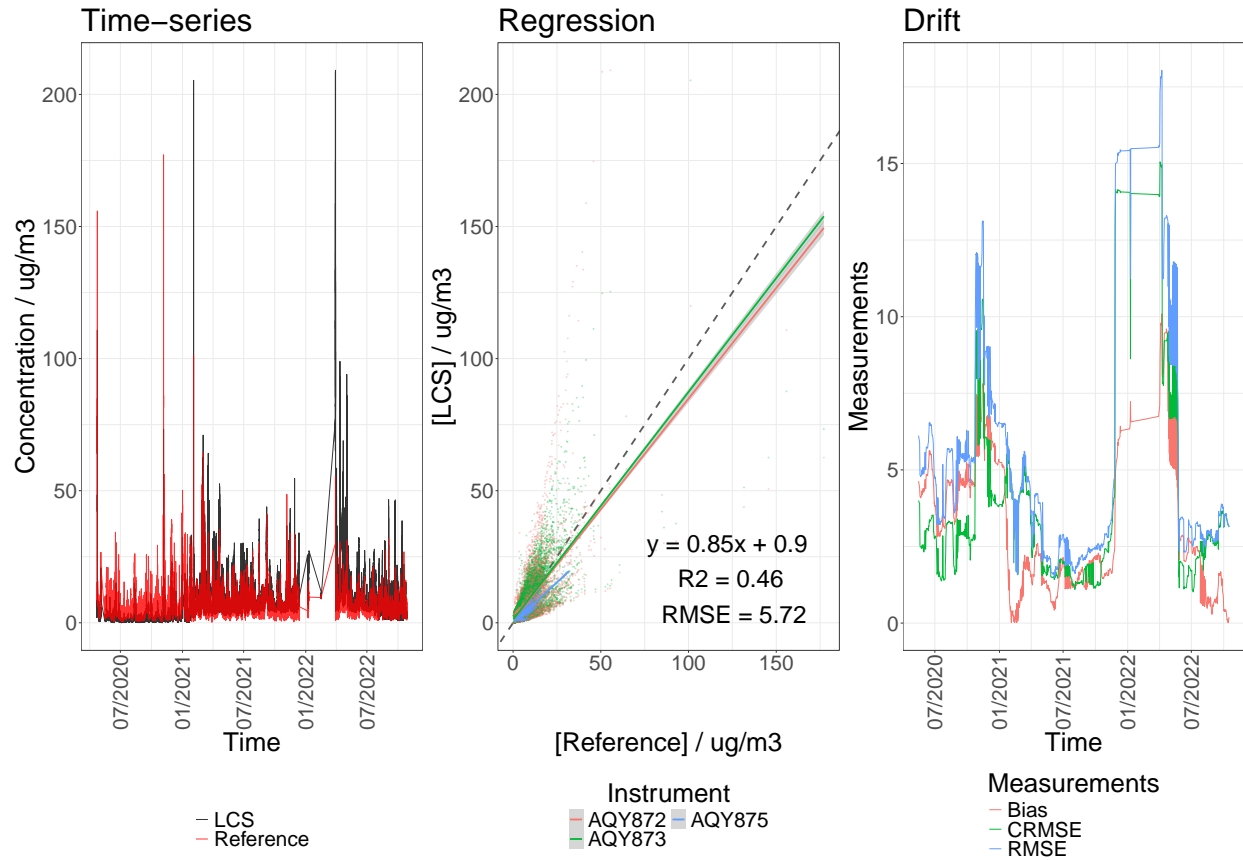 Time−series
Regression
Drift
Concentration / ug/m3
200
150
100
50
0
07/2020
01/2021
07/2021
01/2022
07/2022
Time
LCS
Reference
[LCS] / ug/m3
200
150
100
50
0
y = 0.85x + 0.9
R2 = 0.46
RMSE = 5.72
0 50 100 150
[Reference] / ug/m3
Instrument
AQY872 AQY875
AQY873
Measurements
15
10
5
0
07/2020
01/2021
07/2021
01/2022
07/2022
Time
Measurements
Bias
CRMSE
RMSE